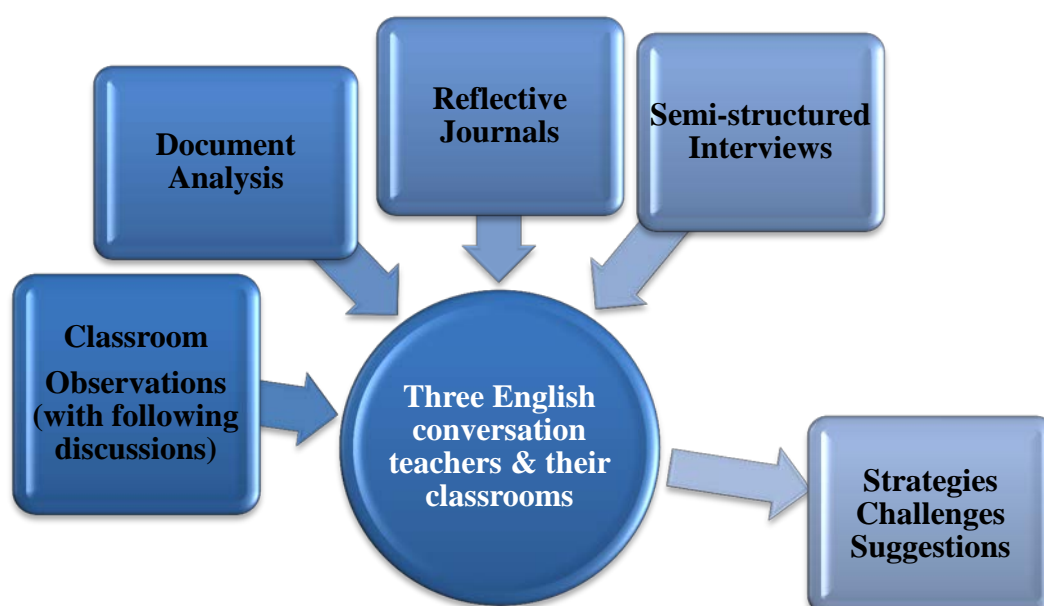 Classroom
Observations
(with following
discussions)
Document
Analysis
Reflective
Journals
Semi-structured
Interviews
Three English
conversation
teachers & their
classrooms
Strategies
Challenges
Suggestions